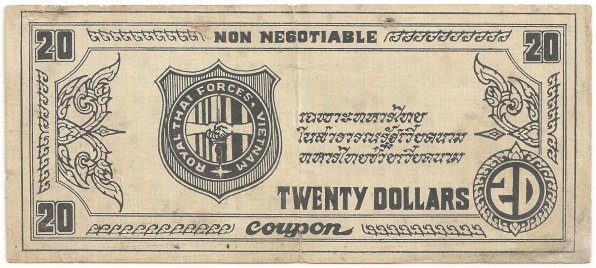 20 NON NEGOTIABLE 20
ROYAL·THAI FORCES·VIETNAM
เฉพาะทหารไทย
ในสาธารณรัฐเวียดนาม
ทหารไทยช่วยเวียดนาม
TWENTY DOLLARS 20
20 Coupon